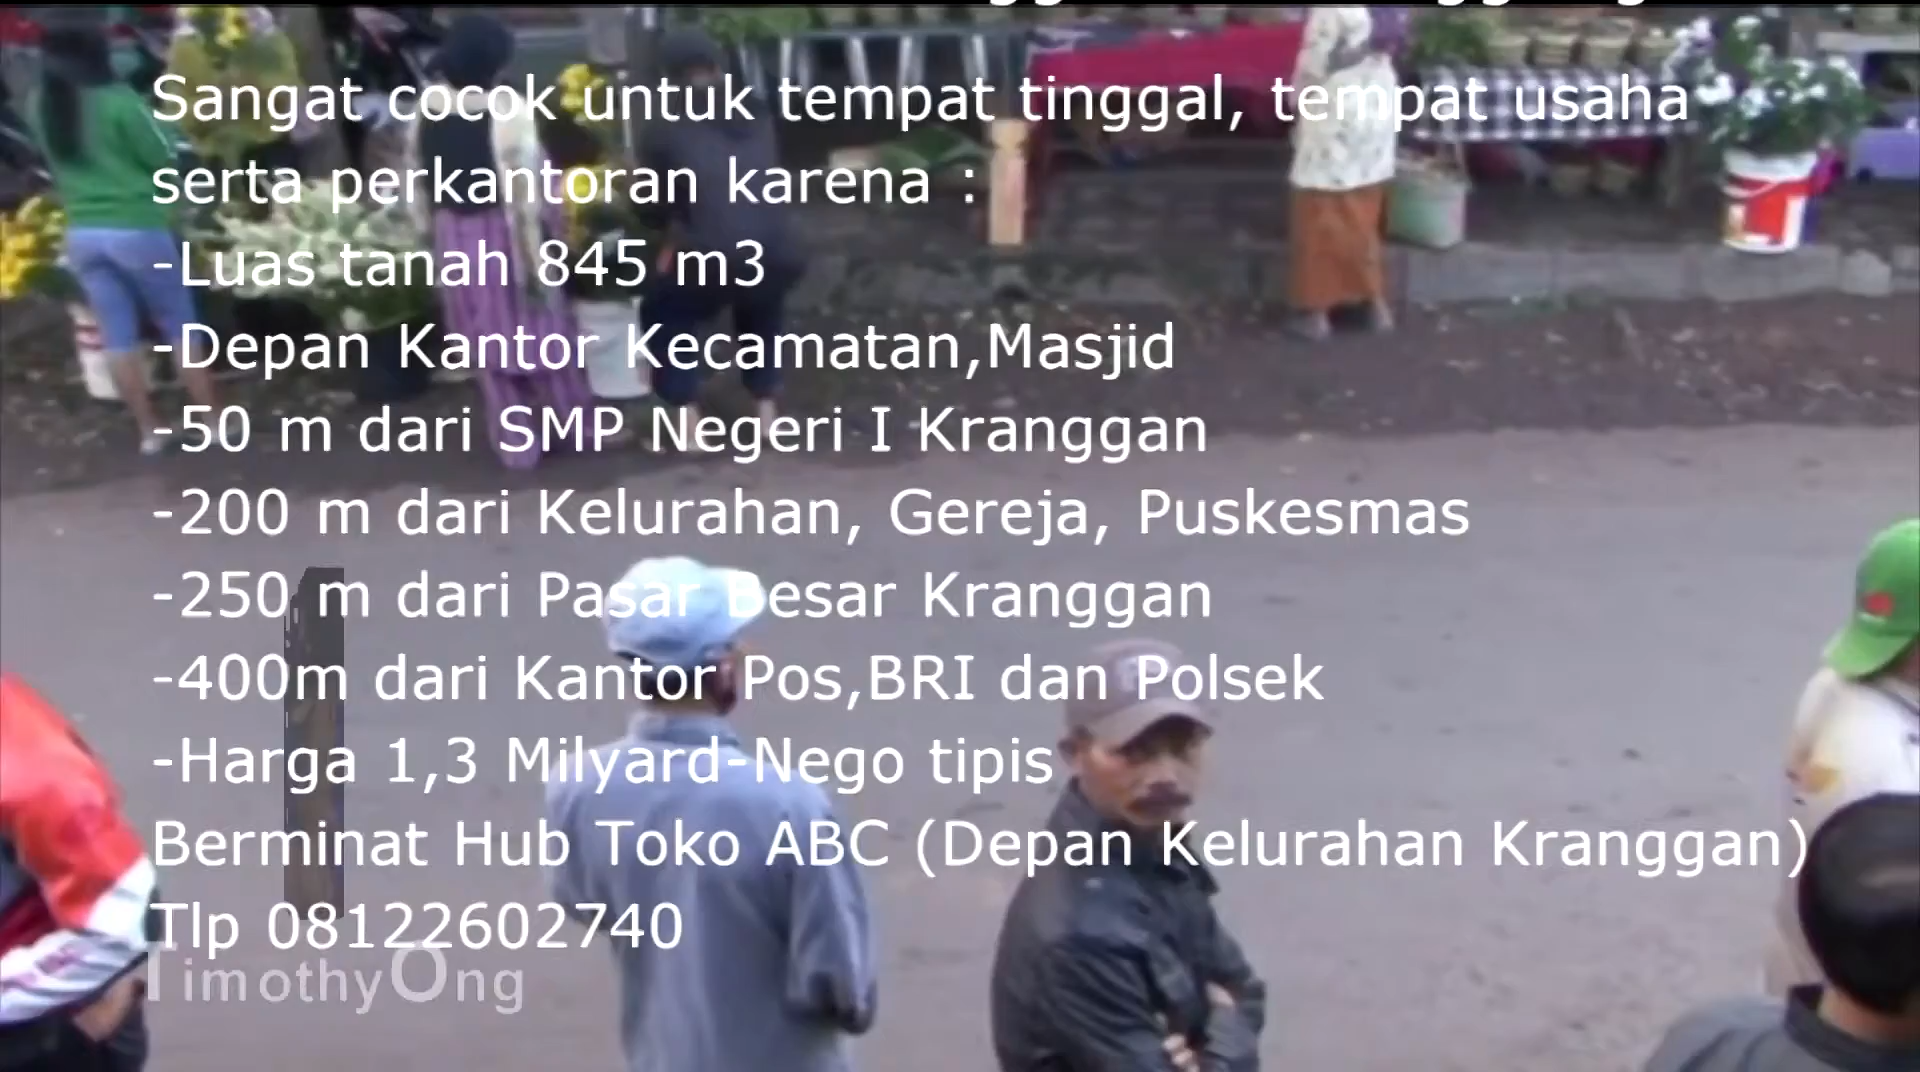 Sangat cocok untuk tempat tinggal, tempat usaha
serta perkantoran karena :
-Luas tanah 845 m3
-Depan Kantor Kecamatan,Masjid
-50 m dari SMP Negeri I Kranggan
-200 m dari Kelurahan, Gereja, Puskesmas
-250 m dari Pasar Besar Kranggan
-400m dari Kantor Pos,BRI dan Polsek
-Harga 1,3 Milyard-Nego tipis
Berminat Hub Toko ABC (Depan Kelurahan Kranggan)
Tlp 08122602740
TimothyOng